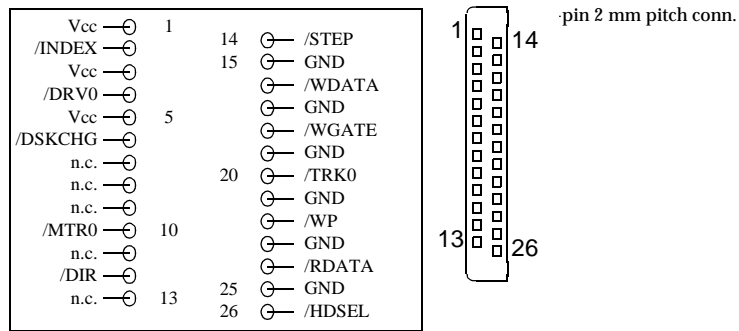 Vcc 1
/INDEX
Vcc
/DRV0
Vcc 5
/DSKCHG
n.c.
n.c.
n.c.
/MTR0 10
n.c.
/DIR
n.c. 13
14 /STEP
15 GND
/WDATA
GND
/WGATE
GND
20 /TRK0
GND
/WP
GND
/RDATA
25 GND
26 /HDSEL
1
14
13
26
-pin 2 mm pitch conn.